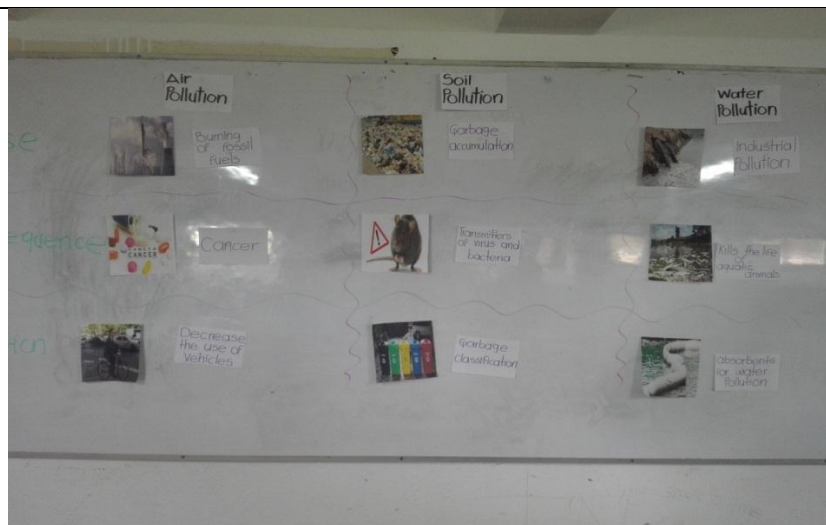 Air
Pollution
Soil
Pollution
Water
Pollution
se
Burning
of fossil
fuels
Garbage
accumulation
Industrial
Pollution
equence
CANCER
Cancer
Transmitters
of virus and
bacteria
Kills the life
of
aquatic
animals
ion
Decrease
the use of
vehicles
Garbage
classification
Absorbents
for water
Pollution